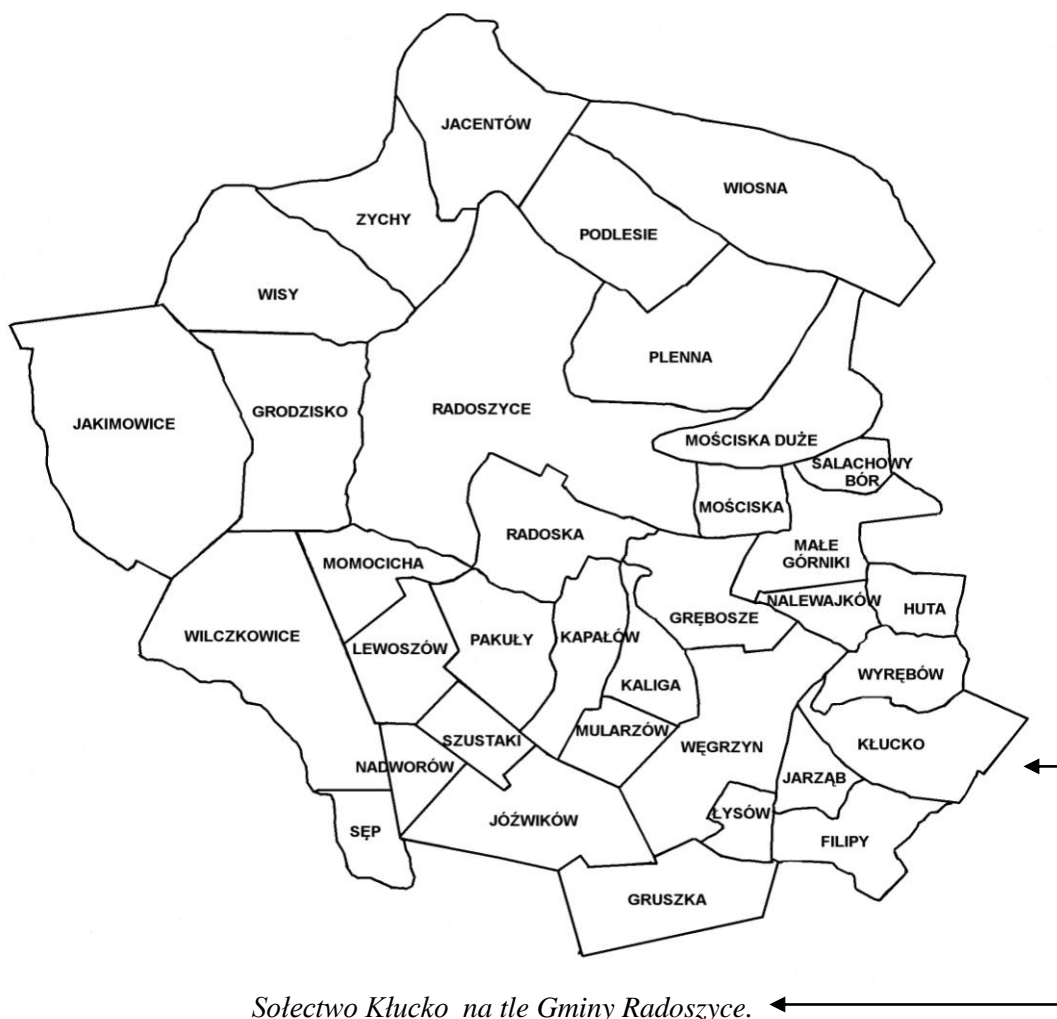 JACENTÓW
WIOSNA
ZYCHY
PODLESIE
WISY
PLENNA
JAKIMOWICE
GRODZISKO
RADOSZYCE
MOŚCISKA DUŻE
SALACHOWY
BÓR
MOŚCISKA
RADOSKA
MAŁE
GÓRNIKI
MOMOCICHA
NALEWAJKÓW
HUTA
GRĘBOSZE
WILCZKOWICE
LEWOSZÓW
PAKUŁY
KAPAŁÓW
WYRĘBÓW
KALIGA
SZUSTAKI
MULARZÓW
WĘGRZYN
KŁUCKO
NADWORÓW
JARZĄB
SĘP
JÓŹWIKÓW
ŁYSÓW
FILIPY
GRUSZKA
Sołectwo Kłucko na tle Gminy Radoszyce.